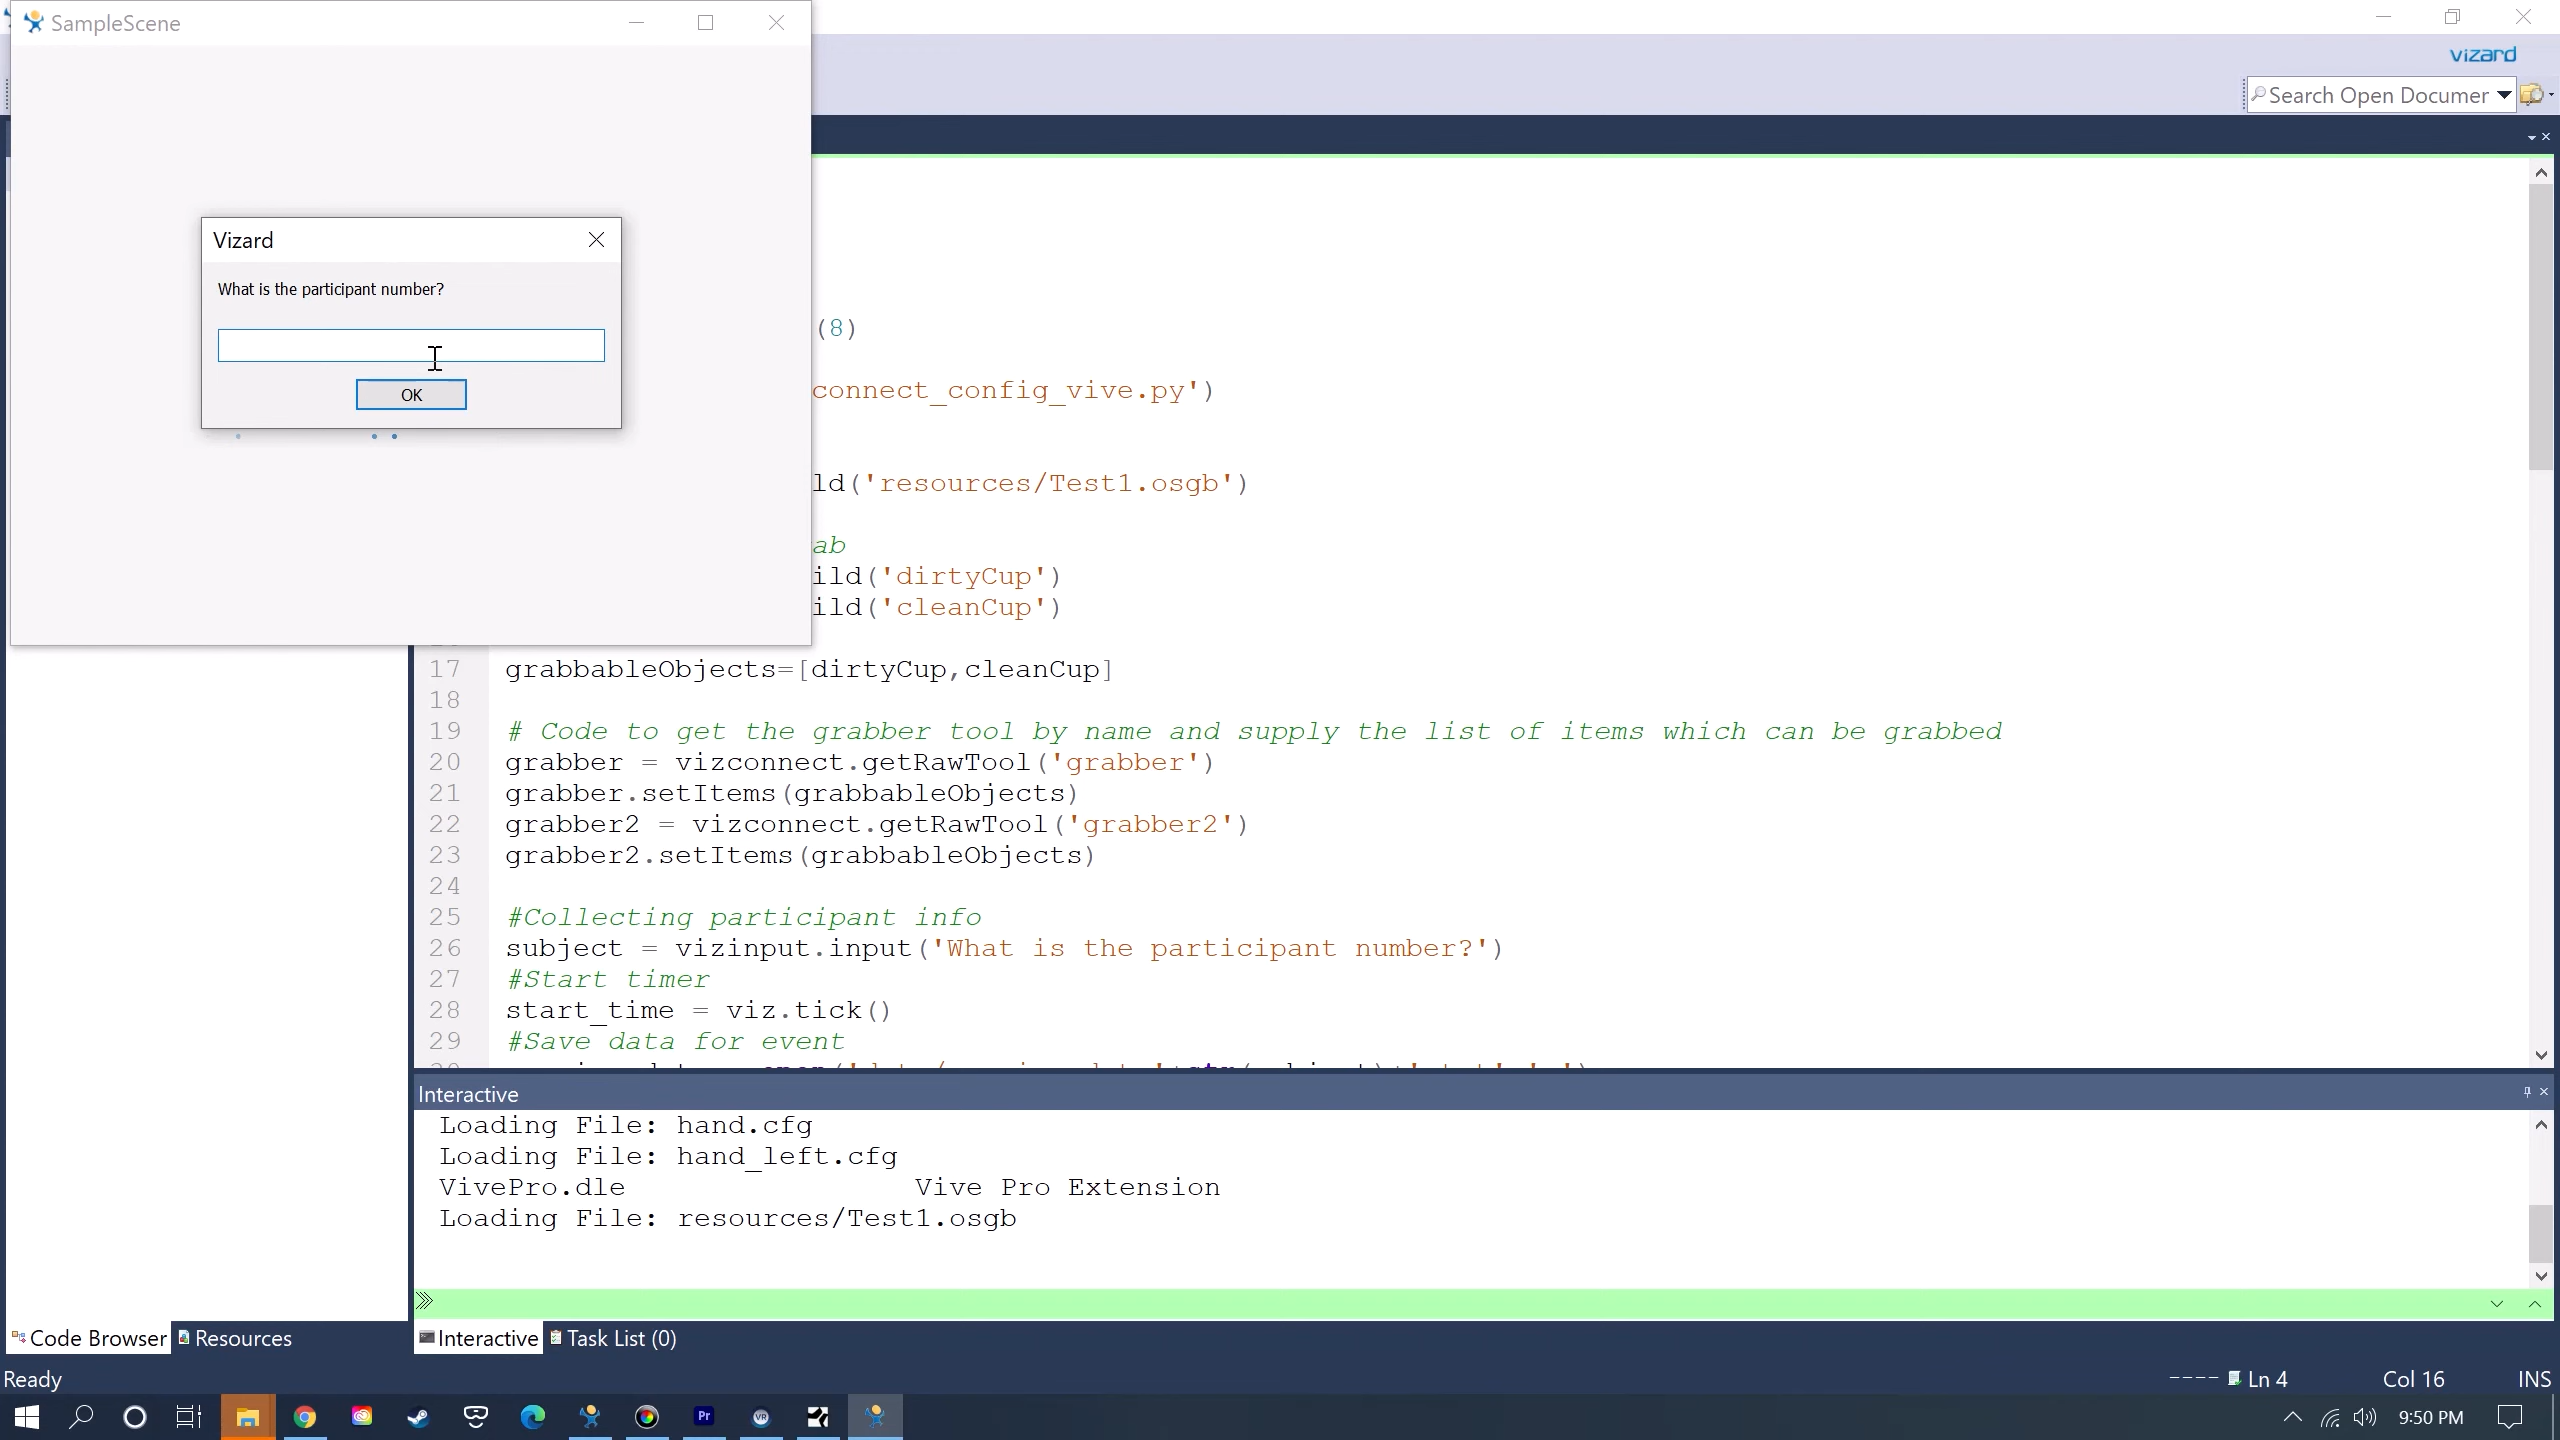 SampleScene
vizard
Search Open Documer
Vizard
What is the participant number?
OK
(8)
connect_config_vive.py')
ld('resources/Test1.osgb')
ab
ild('dirtyCup')
ild('cleanCup')
17 grabbableObjects=[dirtyCup,cleanCup]
18
19 # Code to get the grabber tool by name and supply the list of items which can be grabbed
20 grabber = vizconnect.getRawTool('grabber')
21 grabber.setItems(grabbableObjects)
22 grabber2 = vizconnect.getRawTool('grabber2')
23 grabber2.setItems(grabbableObjects)
24
25 #Collecting participant info
26 subject = vizinput.input('What is the participant number?')
27 #Start timer
28 start_time = viz.tick()
29 #Save data for event
Interactive
Loading File: hand.cfg
Loading File: hand_left.cfg
VivePro.dle Vive Pro Extension
Loading File: resources/Test1.osgb
Code Browser Resources Interactive Task List (0)
Ready Ln 4 Col 16 INS
Pr VR 9:50 PM